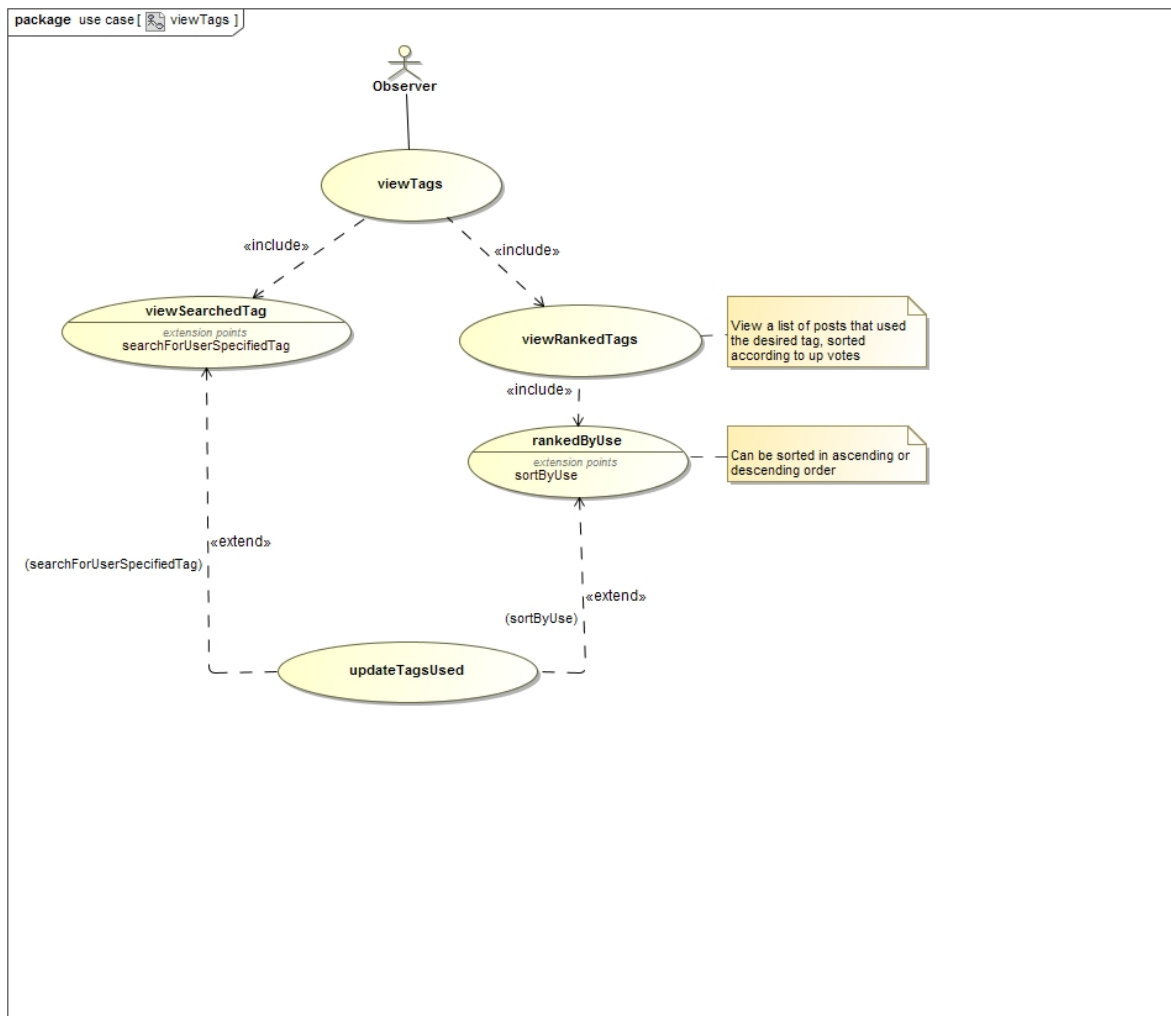 package use case [ viewTags ]
Observer
viewTags
«include»
«include»
viewSearchedTag
extension points
searchForUserSpecifiedTag
viewRankedTags
View a list of posts that used
the desired tag, sorted
according to up votes
«include»
rankedByUse
extension points
sortByUse
Can be sorted in ascending or
descending order
«extend»
(searchForUserSpecifiedTag)
«extend»
(sortByUse)
updateTagsUsed